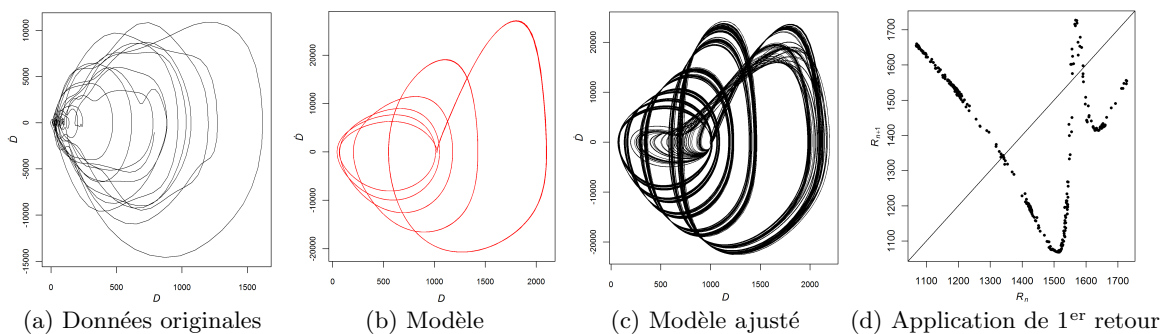 10000
5000
0
−5000
−10000
−15000
Ḋ
0 500 1000 1500
D
(a) Données originales
20000
10000
0
−10000
−20000
Ḋ
0 500 1000 1500 2000
D
(b) Modèle
20000
10000
0
−10000
−20000
Ḋ
0 500 1000 1500 2000
D
(c) Modèle ajusté
1700
1600
1500
1400
1300
1200
1100
Rn+1
1100 1200 1300 1400 1500 1600 1700
Rn
(d) Application de 1er retour